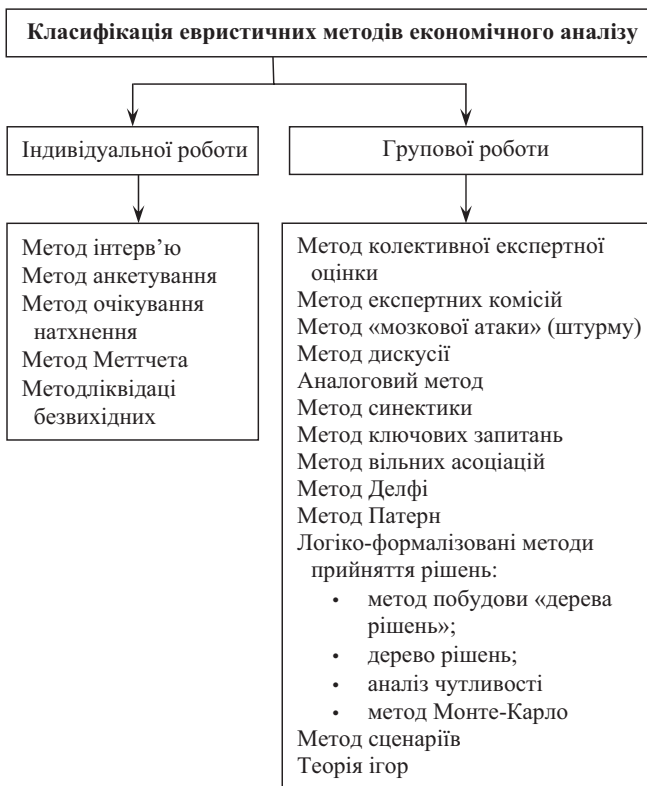 Класифікація евристичних методів економічного аналізу
Індивідуальної роботи
Групової роботи
Метод інтерв’ю
Метод анкетування
Метод очікування
натхнення
Метод Меттчета
Методліквідаці
безвихідних
Метод колективної експертної
оцінки
Метод експертних комісій
Метод «мозкової атаки» (штурму)
Метод дискусії
Аналоговий метод
Метод синектики
Метод ключових запитань
Метод вільних асоціацій
Метод Делфі
Метод Патерн
Логіко-формалізовані методи
прийняття рішень:
• метод побудови «дерева
рішень»;
• дерево рішень;
• аналіз чутливості
• метод Монте-Карло
Метод сценаріїв
Теорія ігор